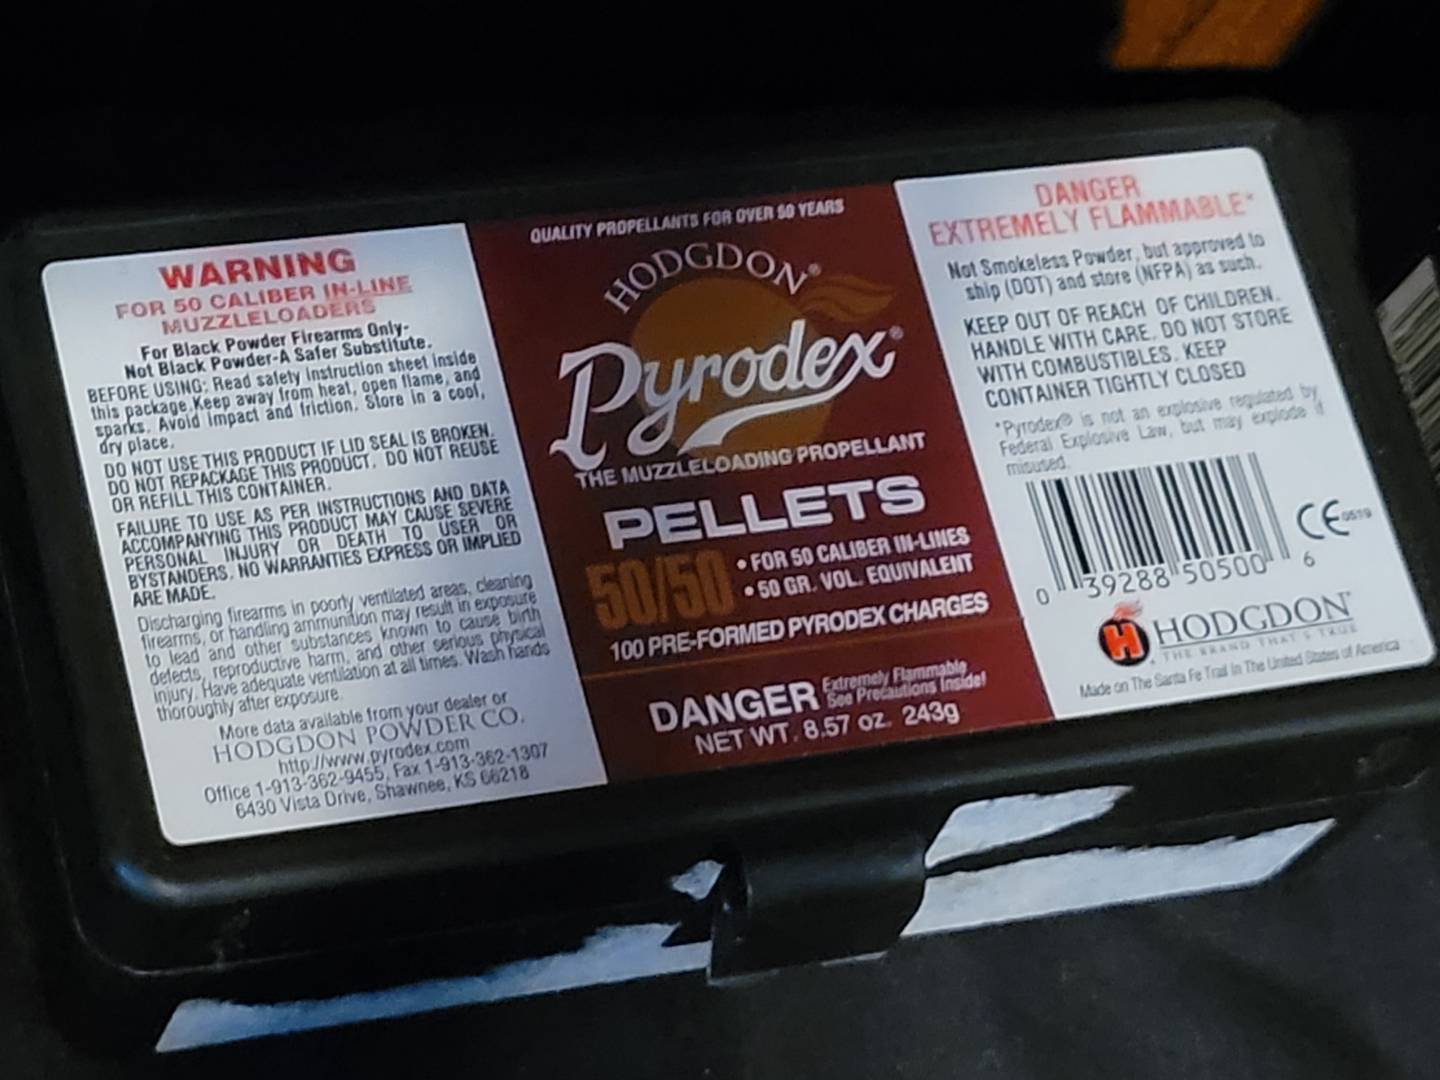 WARNING
FOR 50 CALIBER IN-LINE
MUZZLELOADERS
For Black Powder Firearms Only-
Not Black Powder-A Safer Substitute.
BEFORE USING: Read safety instruction sheet inside
this package. Keep away from heat, open flame, and
sparks. Avoid impact and friction. Store in a cool,
dry place.
DO NOT USE THIS PRODUCT IF LID SEAL IS BROKEN.
DO NOT REPACKAGE THIS PRODUCT. DO NOT REUSE
OR REFILL THIS CONTAINER.
FAILURE TO USE AS PER INSTRUCTIONS AND DATA
ACCOMPANYING THIS PRODUCT MAY CAUSE SEVERE
PERSONAL INJURY OR DEATH TO USER OR
BYSTANDERS. NO WARRANTIES EXPRESS OR IMPLIED
ARE MADE.
Discharging firearms in poorly ventilated areas, cleaning
firearms, or handling ammunition may result in exposure
to lead and other substances known to cause birth
defects, reproductive harm, and other serious physical
injury. Have adequate ventilation at all times. Wash hands
thoroughly after exposure.
More data available from your dealer or
HODGDON POWDER CO.
http://www.pyrodex.com
Office 1-913-362-9455, Fax 1-913-362-1307
6430 Vista Drive, Shawnee, KS 66218
QUALITY PROPELLANTS FOR OVER 50 YEARS
HODGDON®
Pyrodex®
THE MUZZLELOADING PROPELLANT
PELLETS
50/50
• FOR 50 CALIBER IN-LINES
• 50 GR. VOL. EQUIVALENT
100 PRE-FORMED PYRODEX CHARGES
DANGER Extremely Flammable
See Precautions Inside!
NET WT. 8.57 oz. 243g
DANGER
EXTREMELY FLAMMABLE*
Not Smokeless Powder, but approved to
ship (DOT) and store (NFPA) as such.
KEEP OUT OF REACH OF CHILDREN.
HANDLE WITH CARE. DO NOT STORE
WITH COMBUSTIBLES. KEEP
CONTAINER TIGHTLY CLOSED
*Pyrodex® is not an explosive regulated by
Federal Explosive Law, but may explode if
misused.
0 39288 50500 6
CE 0519
H HODGDON®
THE BRAND THAT'S TRUE
Made on The Santa Fe Trail In The United States of America